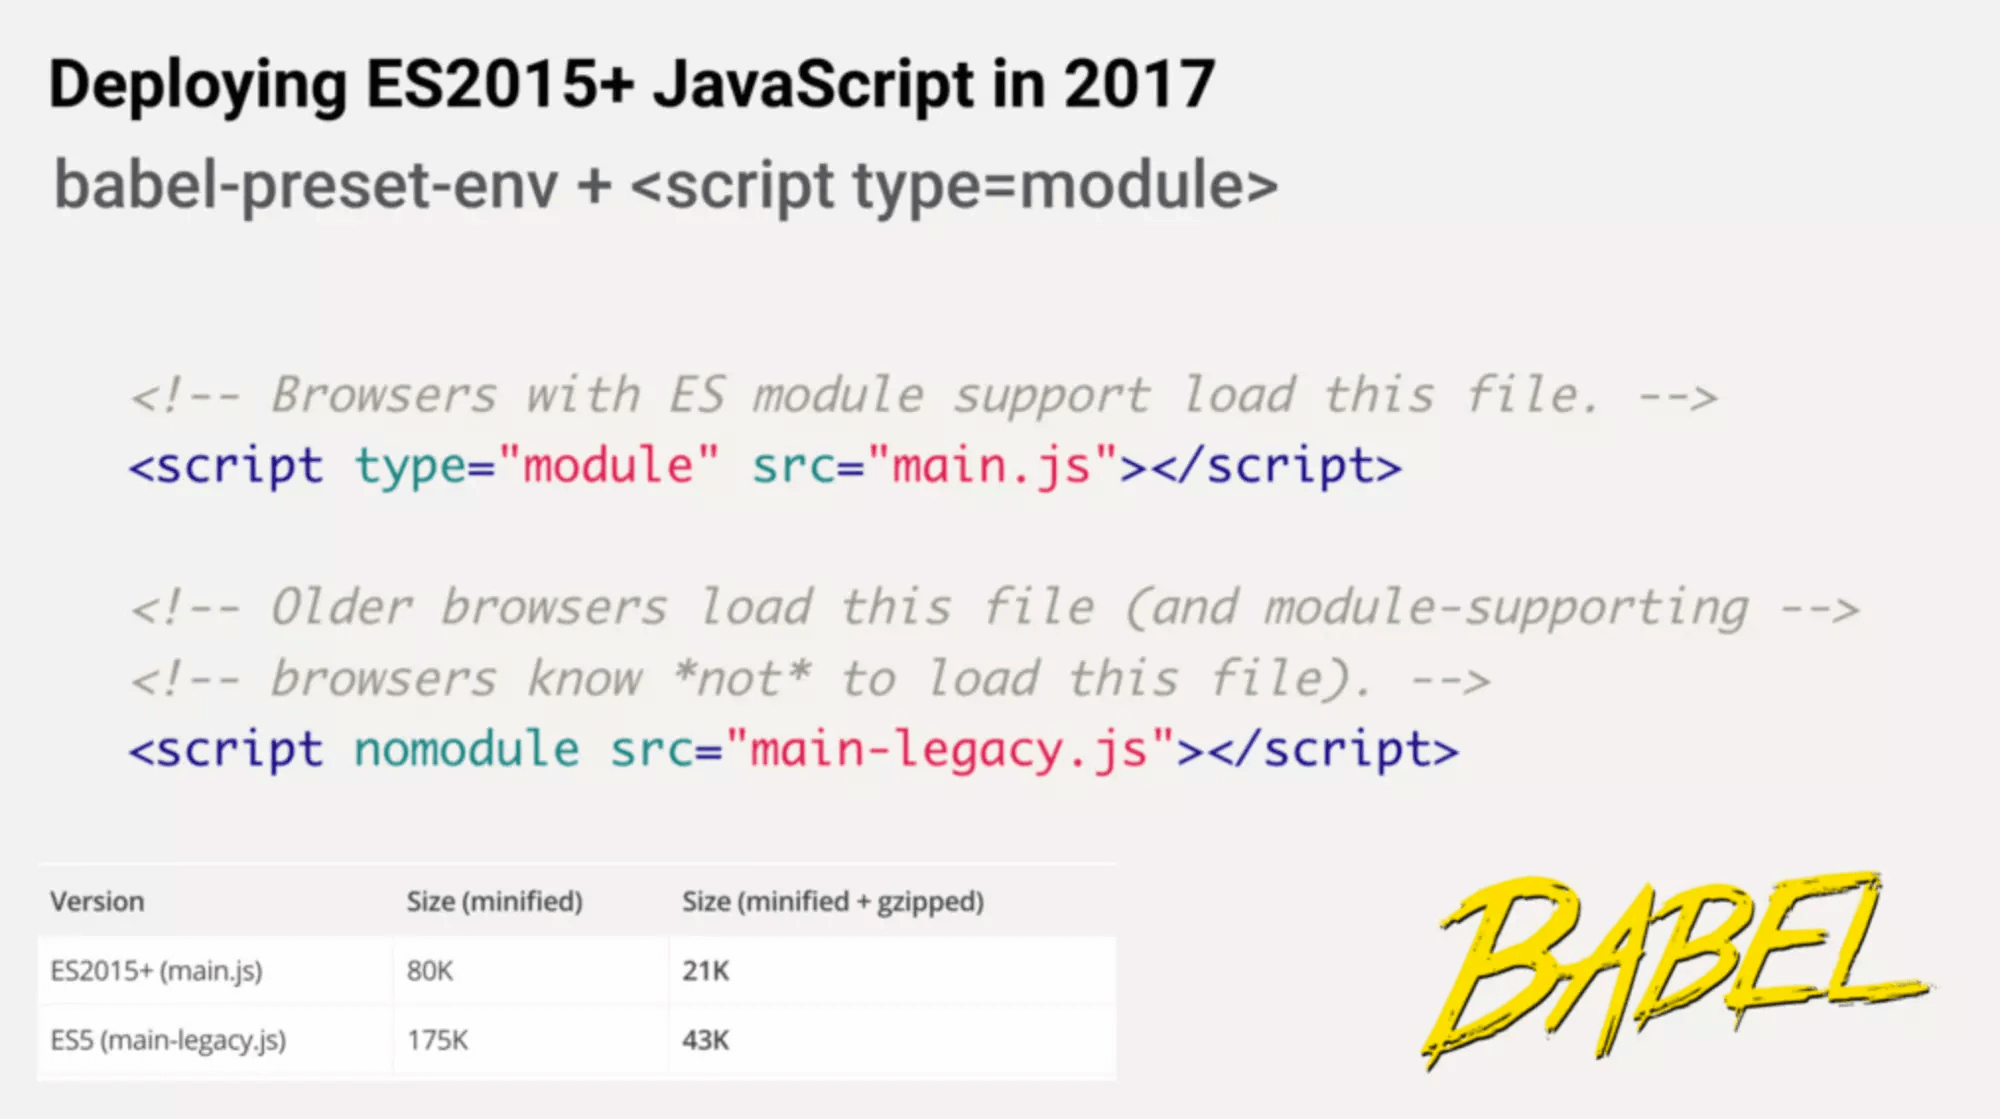 Deploying ES2015+ JavaScript in 2017
babel-preset-env + <script type=module>
<!-- Browsers with ES module support load this file. -->
<script type="module" src="main.js"></script>
<!-- Older browsers load this file (and module-supporting -->
<!-- browsers know *not* to load this file). -->
<script nomodule src="main-legacy.js"></script>
Version Size (minified) Size (minified + gzipped)
ES2015+ (main.js) 80K 21K
ES5 (main-legacy.js) 175K 43K
BABEL